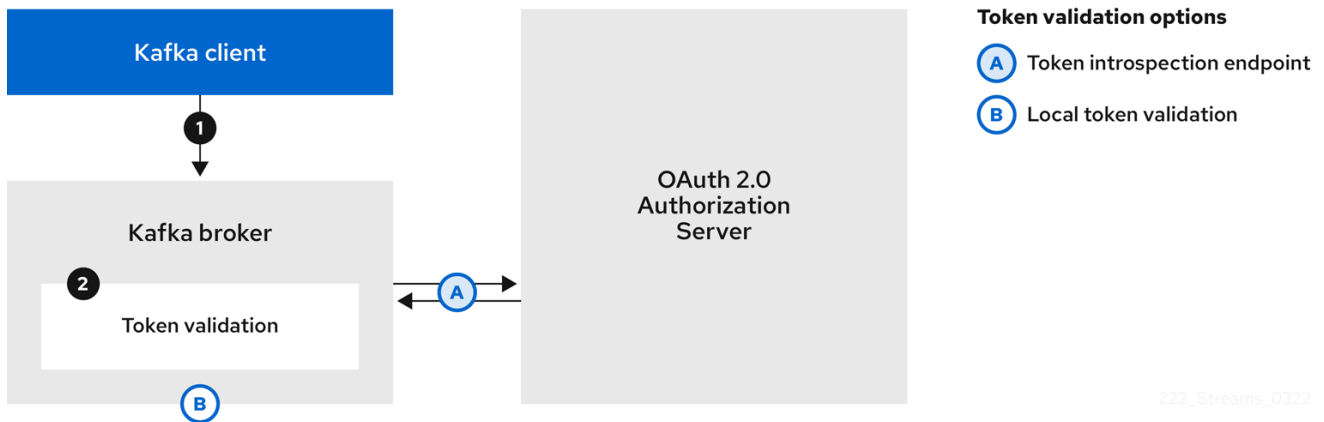 Kafka client
1
Kafka broker
2
Token validation
B
A
OAuth 2.0
Authorization
Server
Token validation options
A Token introspection endpoint
B Local token validation
222_Streams_0322